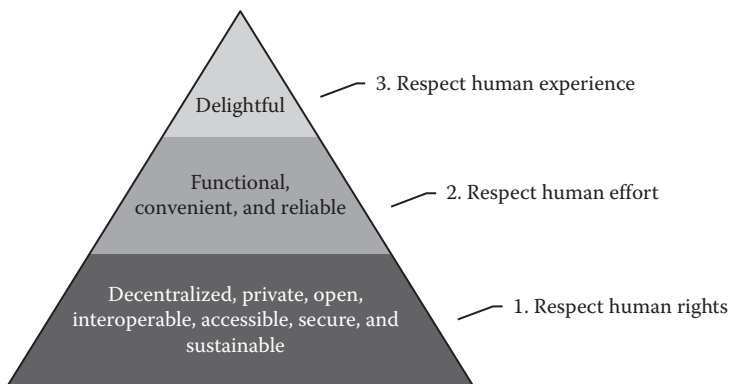 Delightful
3. Respect human experience
Functional,
convenient, and reliable
2. Respect human effort
Decentralized, private, open,
interoperable, accessible, secure, and
sustainable
1. Respect human rights